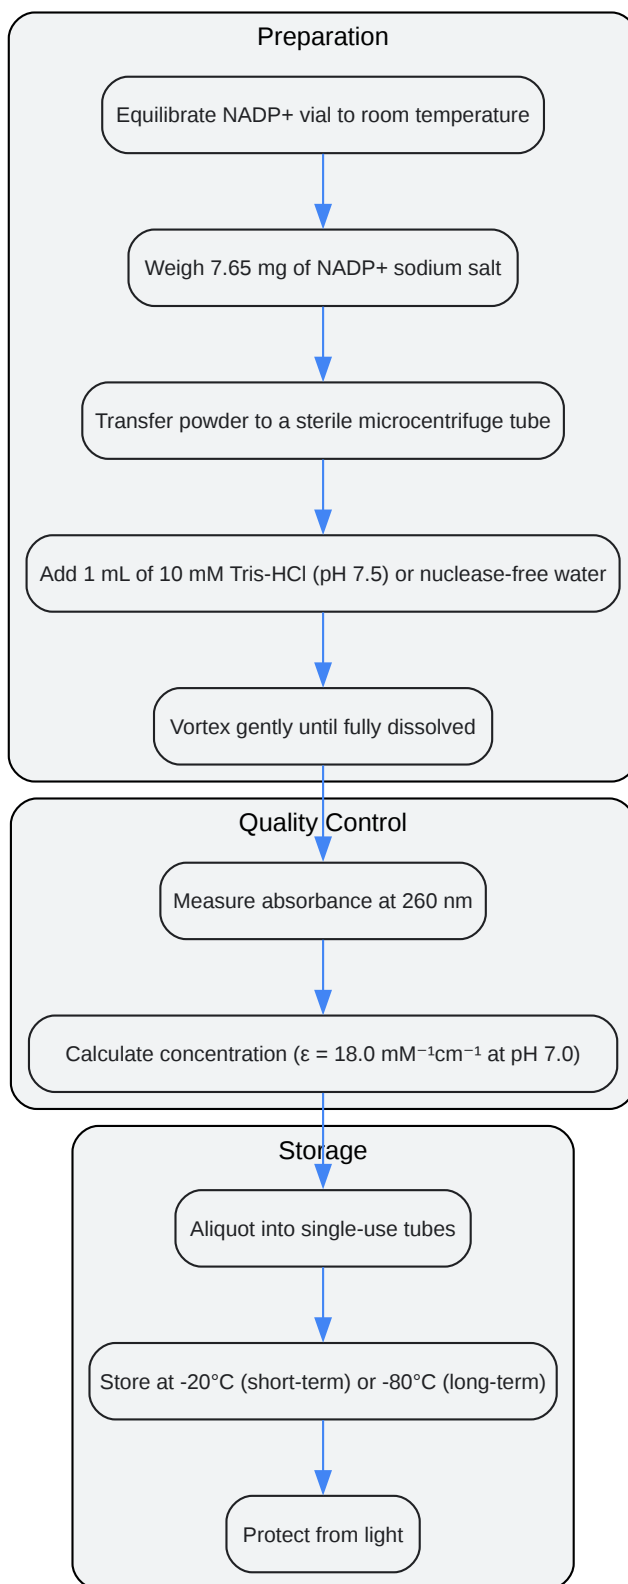 Preparation
Equilibrate NADP+ vial to room temperature
Weigh 7.65 mg of NADP+ sodium salt
Transfer powder to a sterile microcentrifuge tube
Add 1 mL of 10 mM Tris-HCl (pH 7.5) or nuclease-free water
Vortex gently until fully dissolved
Quality Control
Measure absorbance at 260 nm
Calculate concentration (ε = 18.0 mM⁻¹cm⁻¹ at pH 7.0)
Storage
Aliquot into single-use tubes
Store at -20°C (short-term) or -80°C (long-term)
Protect from light